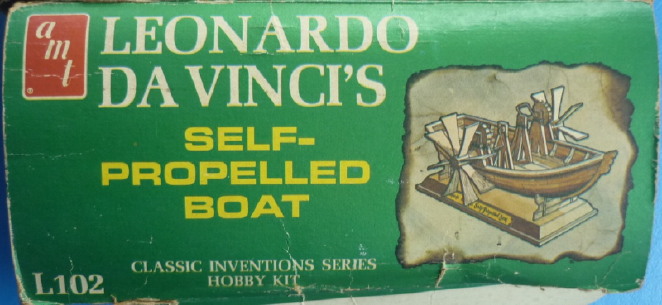 amt
LEONARDO
DA VINCI'S
SELF-
PROPELLED
BOAT
L102
CLASSIC INVENTIONS SERIES
HOBBY KIT